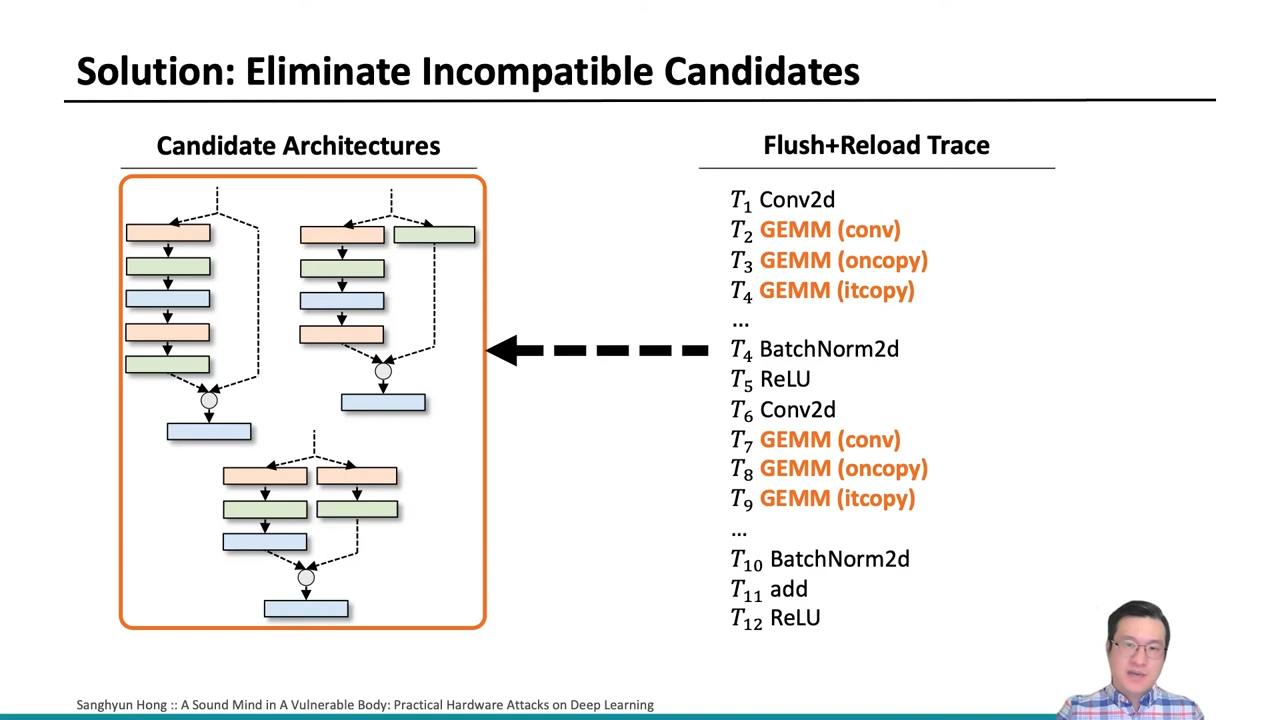 Solution: Eliminate Incompatible Candidates
Candidate Architectures
Flush+Reload Trace
T₁ Conv2d
T₂ GEMM (conv)
T₃ GEMM (oncopy)
T₄ GEMM (itcopy)
...
T₄ BatchNorm2d
T₅ ReLU
T₆ Conv2d
T₇ GEMM (conv)
T₈ GEMM (oncopy)
T₉ GEMM (itcopy)
...
T₁₀ BatchNorm2d
T₁₁ add
T₁₂ ReLU
Sanghyun Hong :: A Sound Mind in A Vulnerable Body: Practical Hardware Attacks on Deep Learning